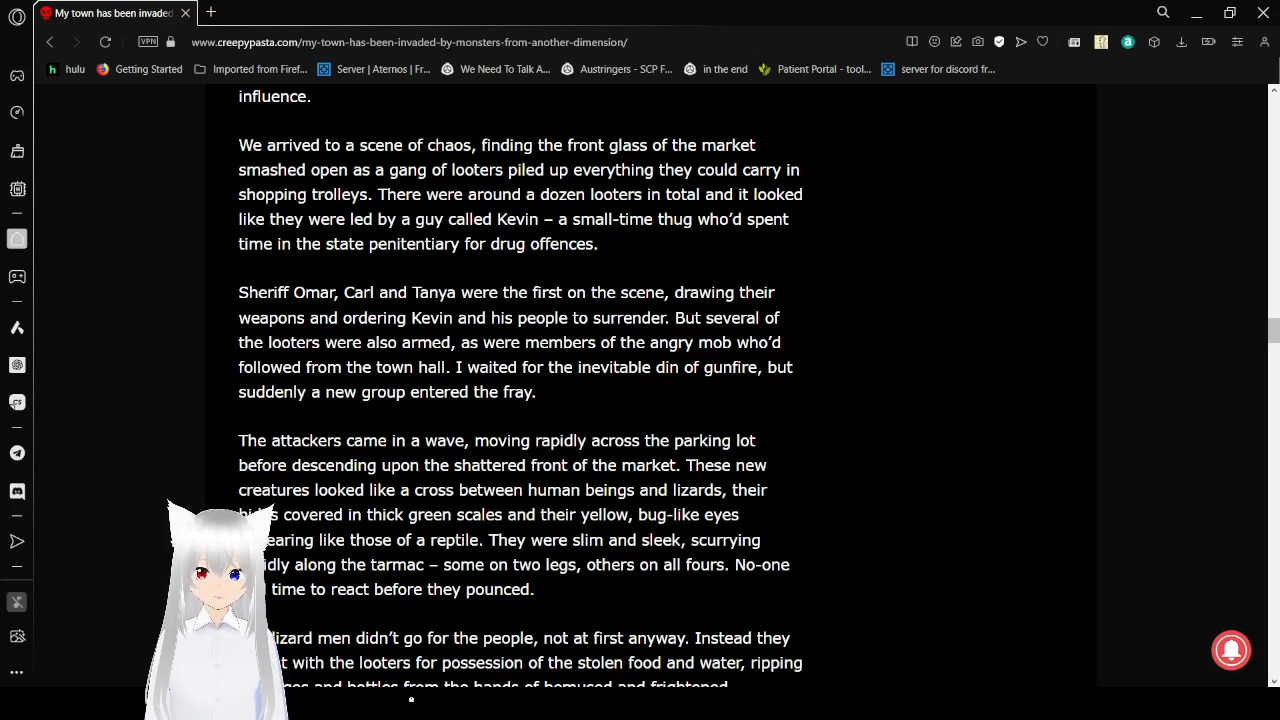 My town has been invaded
VPN
www.creepypasta.com/my-town-has-been-invaded-by-monsters-from-another-dimension/
hulu
Getting Started
Imported from Firef...
Server | Aternos | Fr...
We Need To Talk A...
Austringers - SCP F...
in the end
Patient Portal - tool...
server for discord fr...
influence.
We arrived to a scene of chaos, finding the front glass of the market
smashed open as a gang of looters piled up everything they could carry in
shopping trolleys. There were around a dozen looters in total and it looked
like they were led by a guy called Kevin – a small-time thug who’d spent
time in the state penitentiary for drug offences.
Sheriff Omar, Carl and Tanya were the first on the scene, drawing their
weapons and ordering Kevin and his people to surrender. But several of
the looters were also armed, as were members of the angry mob who’d
followed from the town hall. I waited for the inevitable din of gunfire, but
suddenly a new group entered the fray.
The attackers came in a wave, moving rapidly across the parking lot
before descending upon the shattered front of the market. These new
creatures looked like a cross between human beings and lizards, their
covered in thick green scales and their yellow, bug-like eyes
earing like those of a reptile. They were slim and sleek, scurrying
idly along the tarmac – some on two legs, others on all fours. No-one
time to react before they pounced.
lizard men didn’t go for the people, not at first anyway. Instead they
with the looters for possession of the stolen food and water, ripping
and bottles from the hands of bemused and frightened